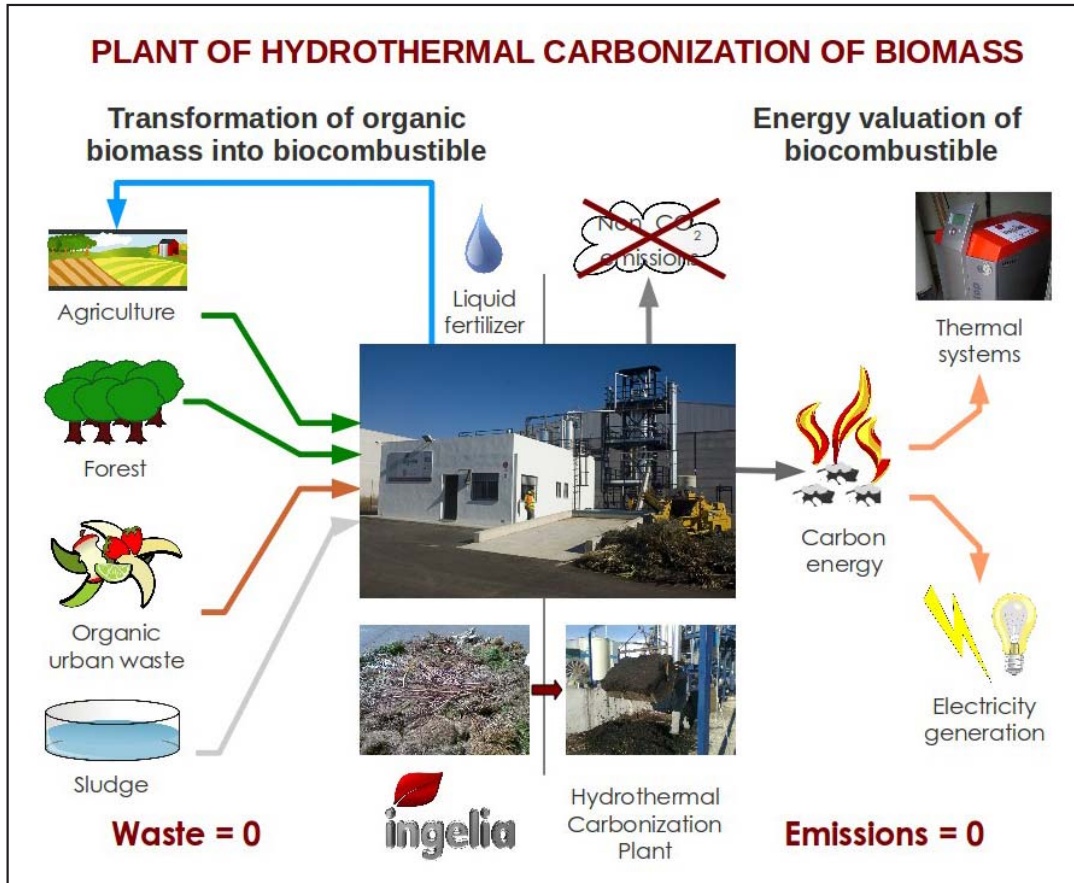 PLANT OF HYDROTHERMAL CARBONIZATION OF BIOMASS
Transformation of organic
biomass into biocombustible
Energy valuation of
biocombustible
Agriculture
Forest
Organic
urban waste
Sludge
Waste = 0
Liquid
fertilizer
Non CO2
emissions
ingelia
Hydrothermal
Carbonization
Plant
Carbon
energy
Thermal
systems
Electricity
generation
Emissions = 0